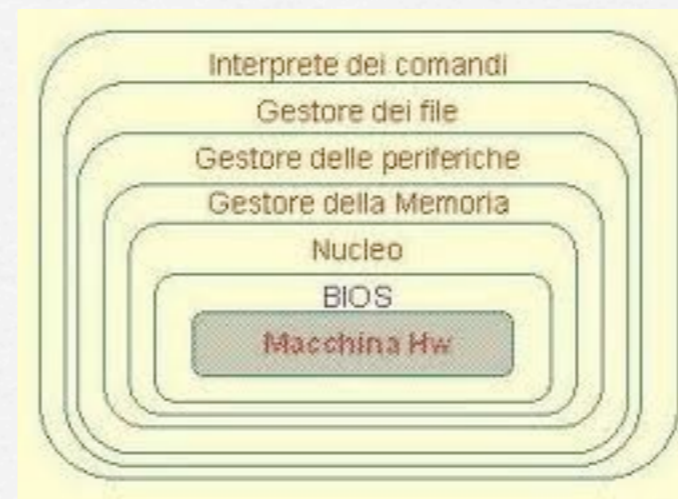 Interprete dei comandi
Gestore dei file
Gestore delle periferiche
Gestore della Memoria
Nucleo
BIOS
Macchina Hw